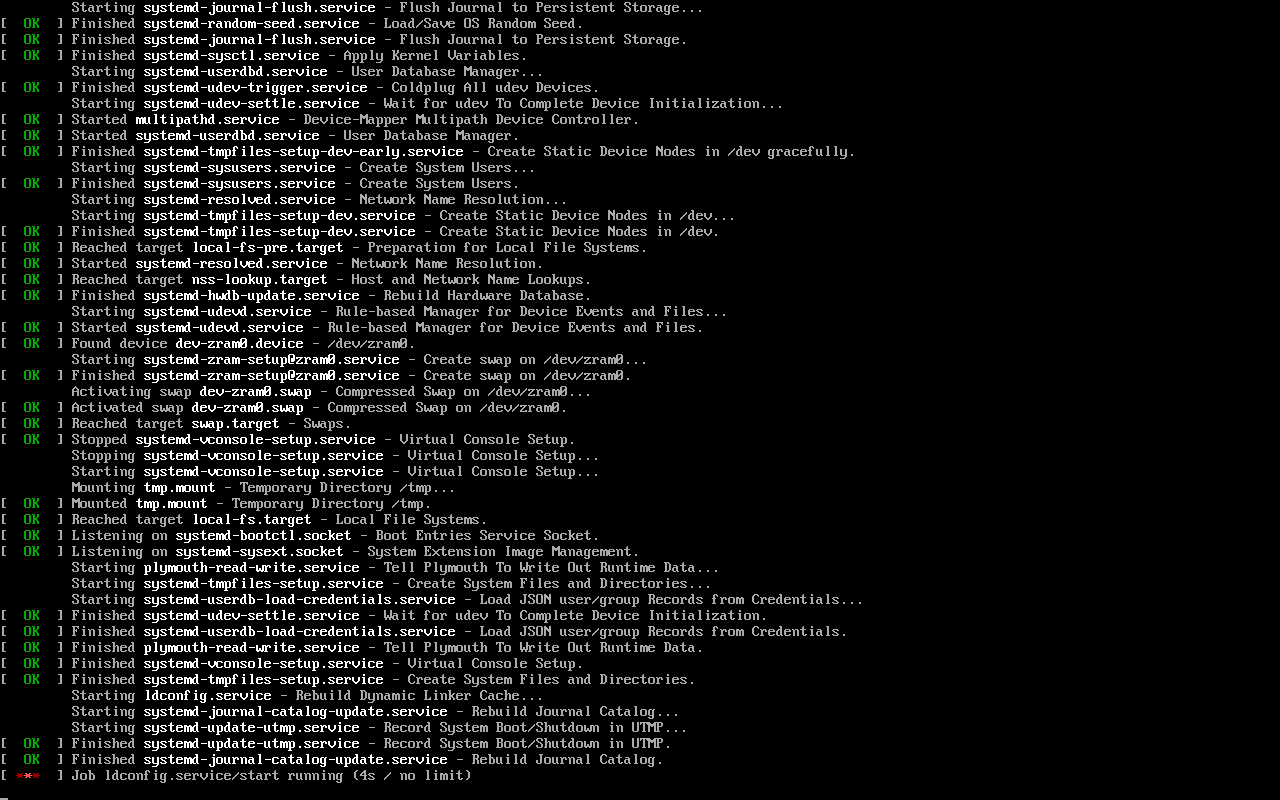 Starting systemd-journal-flush.service - Flush Journal to Persistent Storage...
[  OK  ] Finished systemd-random-seed.service - Load/Save OS Random Seed.
[  OK  ] Finished systemd-journal-flush.service - Flush Journal to Persistent Storage.
[  OK  ] Finished systemd-sysctl.service - Apply Kernel Variables.
Starting systemd-userdbd.service - User Database Manager...
[  OK  ] Finished systemd-udev-trigger.service - Coldplug All udev Devices.
Starting systemd-udev-settle.service - Wait for udev To Complete Device Initialization...
[  OK  ] Started multipathd.service - Device-Mapper Multipath Device Controller.
[  OK  ] Started systemd-userdbd.service - User Database Manager.
[  OK  ] Finished systemd-tmpfiles-setup-dev-early.service - Create Static Device Nodes in /dev gracefully.
Starting systemd-sysusers.service - Create System Users...
[  OK  ] Finished systemd-sysusers.service - Create System Users.
Starting systemd-resolved.service - Network Name Resolution...
Starting systemd-tmpfiles-setup-dev.service - Create Static Device Nodes in /dev...
[  OK  ] Finished systemd-tmpfiles-setup-dev.service - Create Static Device Nodes in /dev.
[  OK  ] Reached target local-fs-pre.target - Preparation for Local File Systems.
[  OK  ] Started systemd-resolved.service - Network Name Resolution.
[  OK  ] Reached target nss-lookup.target - Host and Network Name Lookups.
[  OK  ] Finished systemd-hwdb-update.service - Rebuild Hardware Database.
Starting systemd-udevd.service - Rule-based Manager for Device Events and Files...
[  OK  ] Started systemd-udevd.service - Rule-based Manager for Device Events and Files.
[  OK  ] Found device dev-zram0.device - /dev/zram0.
Starting systemd-zram-setup@zram0.service - Create swap on /dev/zram0...
[  OK  ] Finished systemd-zram-setup@zram0.service - Create swap on /dev/zram0.
Activating swap dev-zram0.swap - Compressed Swap on /dev/zram0...
[  OK  ] Activated swap dev-zram0.swap - Compressed Swap on /dev/zram0.
[  OK  ] Reached target swap.target - Swaps.
[  OK  ] Stopped systemd-vconsole-setup.service - Virtual Console Setup.
Stopping systemd-vconsole-setup.service - Virtual Console Setup...
Starting systemd-vconsole-setup.service - Virtual Console Setup...
Mounting tmp.mount - Temporary Directory /tmp...
[  OK  ] Mounted tmp.mount - Temporary Directory /tmp.
[  OK  ] Reached target local-fs.target - Local File Systems.
[  OK  ] Listening on systemd-bootctl.socket - Boot Entries Service Socket.
[  OK  ] Listening on systemd-sysext.socket - System Extension Image Management.
Starting plymouth-read-write.service - Tell Plymouth To Write Out Runtime Data...
Starting systemd-tmpfiles-setup.service - Create System Files and Directories...
Starting systemd-userdb-load-credentials.service - Load JSON user/group Records from Credentials...
[  OK  ] Finished systemd-udev-settle.service - Wait for udev To Complete Device Initialization.
[  OK  ] Finished systemd-userdb-load-credentials.service - Load JSON user/group Records from Credentials.
[  OK  ] Finished plymouth-read-write.service - Tell Plymouth To Write Out Runtime Data.
[  OK  ] Finished systemd-vconsole-setup.service - Virtual Console Setup.
[  OK  ] Finished systemd-tmpfiles-setup.service - Create System Files and Directories.
Starting ldconfig.service - Rebuild Dynamic Linker Cache...
Starting systemd-journal-catalog-update.service - Rebuild Journal Catalog...
Starting systemd-update-utmp.service - Record System Boot/Shutdown in UTMP...
[  OK  ] Finished systemd-update-utmp.service - Record System Boot/Shutdown in UTMP.
[  OK  ] Finished systemd-journal-catalog-update.service - Rebuild Journal Catalog.
[ ***  ] Job ldconfig.service/start running (4s / no limit)